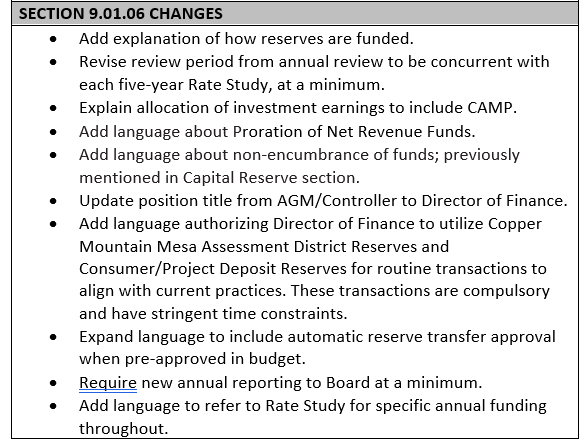 SECTION 9.01.06 CHANGES
• Add explanation of how reserves are funded.
• Revise review period from annual review to be concurrent with
each five-year Rate Study, at a minimum.
• Explain allocation of investment earnings to include CAMP.
• Add language about Proration of Net Revenue Funds.
• Add language about non-encumbrance of funds; previously
mentioned in Capital Reserve section.
• Update position title from AGM/Controller to Director of Finance.
• Add language authorizing Director of Finance to utilize Copper
Mountain Mesa Assessment District Reserves and
Consumer/Project Deposit Reserves for routine transactions to
align with current practices. These transactions are compulsory
and have stringent time constraints.
• Expand language to include automatic reserve transfer approval
when pre-approved in budget.
• Require new annual reporting to Board at a minimum.
• Add language to refer to Rate Study for specific annual funding
throughout.